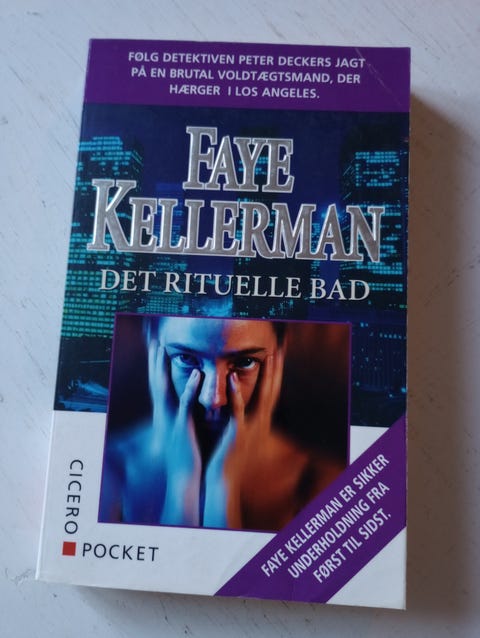 FØLG DETEKTIVEN PETER DECKERS JAGT
PÅ EN BRUTAL VOLDTÆGTSMAND, DER
HÆRGER I LOS ANGELES.
FAYE
KELLERMAN
DET RITUELLE BAD
CICERO
POCKET
FAYE KELLERMAN ER SIKKER
UNDERHOLDNING FRA
FØRST TIL SIDST.